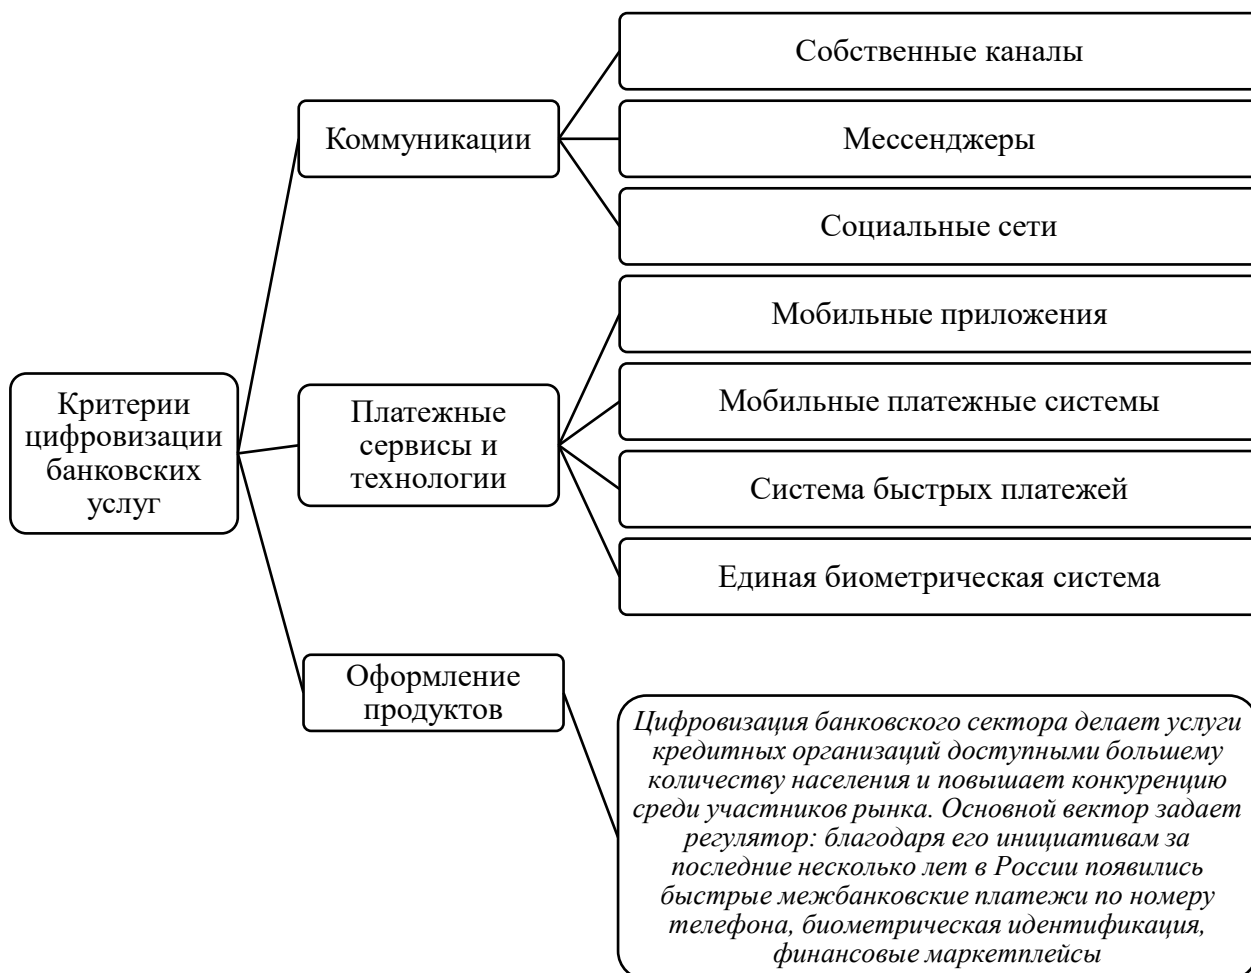 Критерии
цифровизации
банковских
услуг
Коммуникации
Собственные каналы
Мессенджеры
Социальные сети
Платежные
сервисы и
технологии
Мобильные приложения
Мобильные платежные системы
Система быстрых платежей
Единая биометрическая система
Оформление
продуктов
Цифровизация банковского сектора делает услуги
кредитных организаций доступными большему
количеству населения и повышает конкуренцию
среди участников рынка. Основной вектор задает
регулятор: благодаря его инициативам за
последние несколько лет в России появились
быстрые межбанковские платежи по номеру
телефона, биометрическая идентификация,
финансовые маркетплейсы